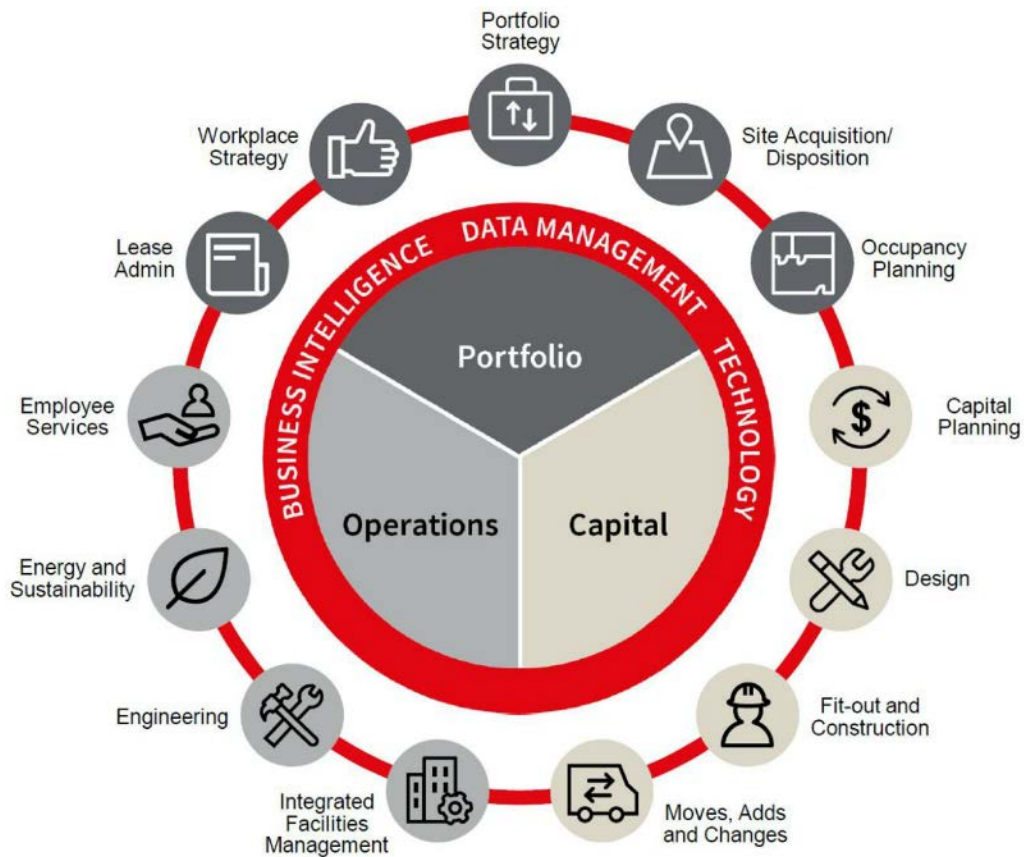 Portfolio
Strategy
Site Acquisition/
Disposition
Occupancy
Planning
Capital
Planning
Design
Fit-out and
Construction
Moves, Adds
and Changes
Integrated
Facilities
Management
Engineering
Energy and
Sustainability
Employee
Services
Lease
Admin
Workplace
Strategy
BUSINESS INTELLIGENCE
DATA MANAGEMENT
TECHNOLOGY
Portfolio
Operations
Capital
$